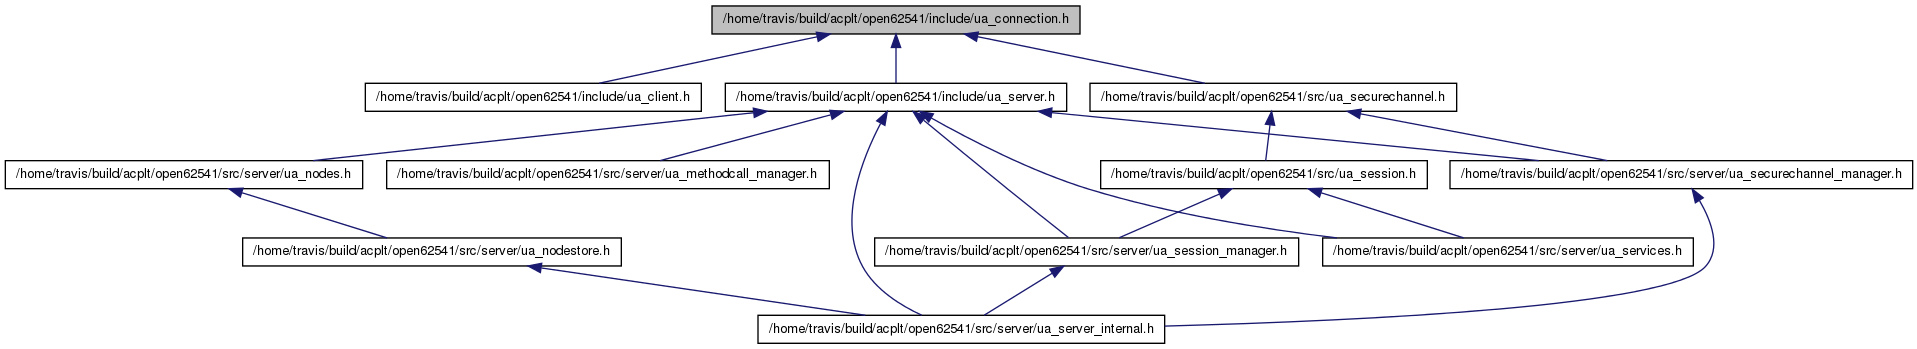 /home/travis/build/acplt/open62541/include/ua_connection.h
/home/travis/build/acplt/open62541/include/ua_client.h
/home/travis/build/acplt/open62541/include/ua_server.h
/home/travis/build/acplt/open62541/src/ua_securechannel.h
/home/travis/build/acplt/open62541/src/server/ua_nodes.h
/home/travis/build/acplt/open62541/src/server/ua_methodcall_manager.h
/home/travis/build/acplt/open62541/src/ua_session.h
/home/travis/build/acplt/open62541/src/server/ua_securechannel_manager.h
/home/travis/build/acplt/open62541/src/server/ua_nodestore.h
/home/travis/build/acplt/open62541/src/server/ua_session_manager.h
/home/travis/build/acplt/open62541/src/server/ua_services.h
/home/travis/build/acplt/open62541/src/server/ua_server_internal.h